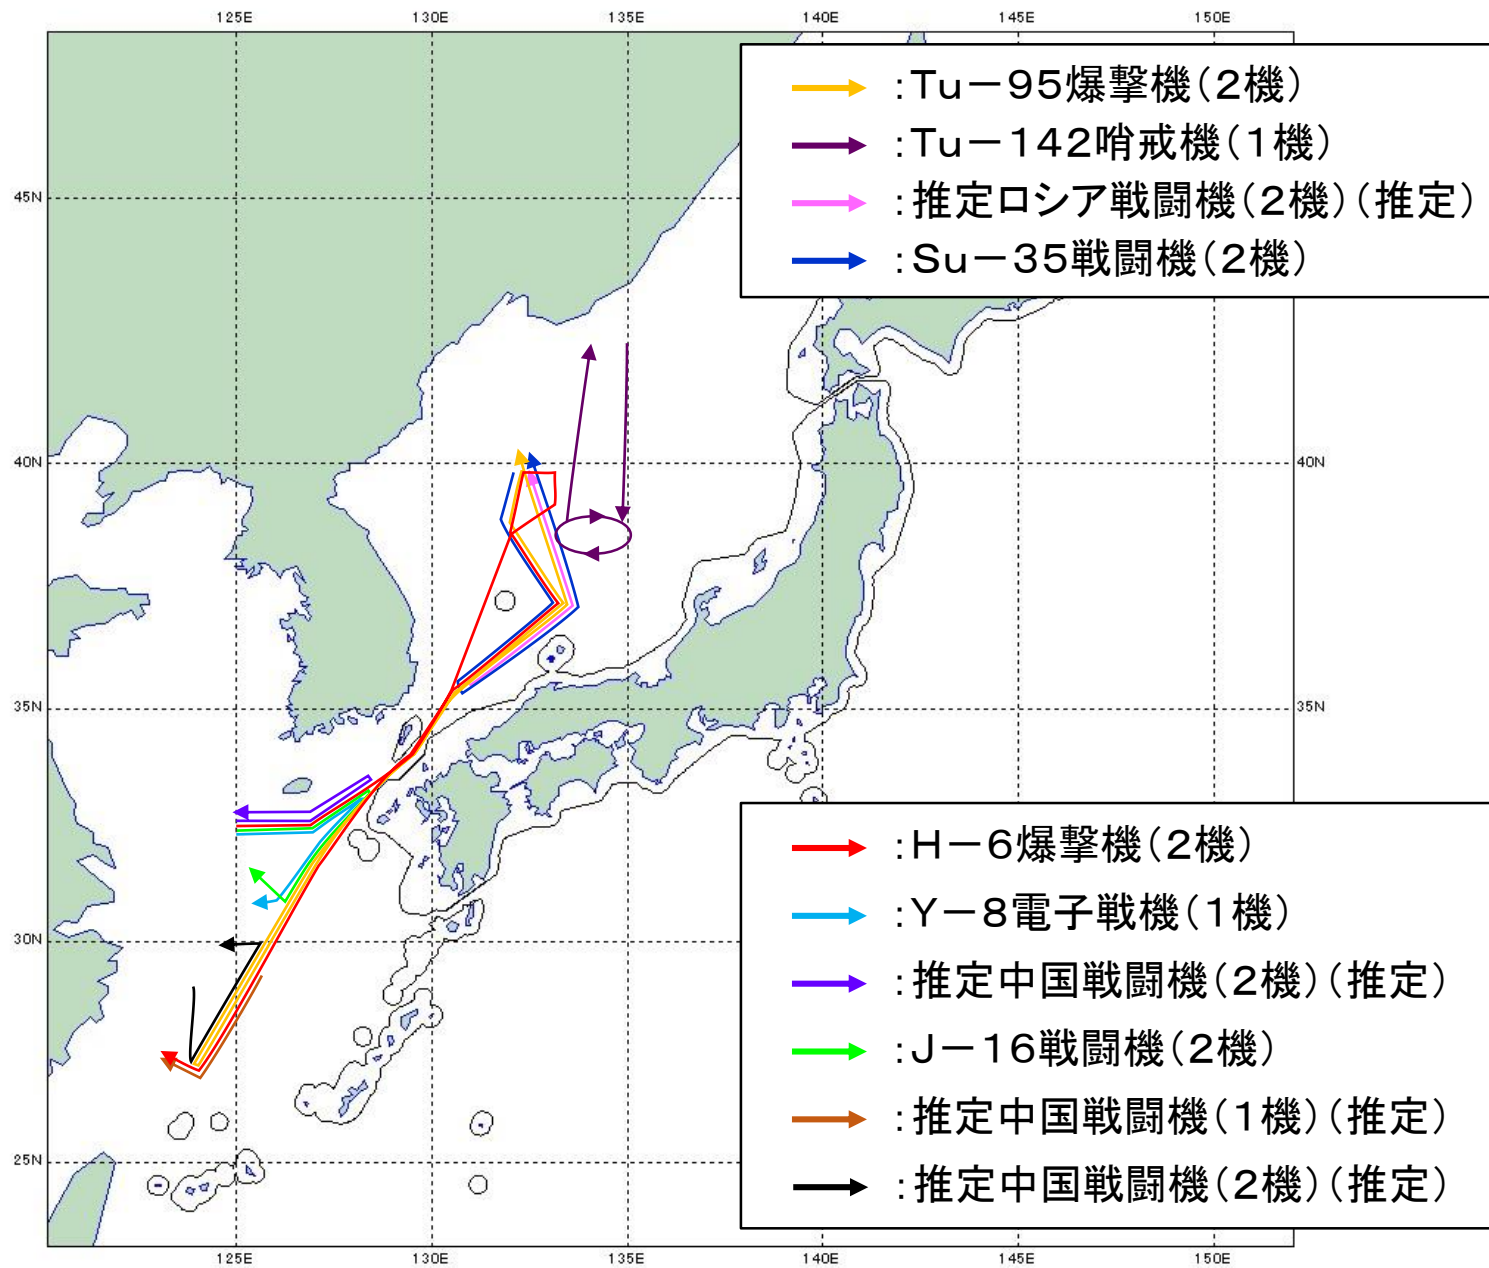 125E 130E 135E 140E 145E 150E
:Tu－95爆撃機(2機)
:Tu－142哨戒機(1機)
:推定ロシア戦闘機(2機)(推定)
:Su－35戦闘機(2機)
45N
40N 40N
35N 35N
:H－6爆撃機(2機)
:Y－8電子戦機(1機)
:推定中国戦闘機(2機)(推定)
:J－16戦闘機(2機)
:推定中国戦闘機(1機)(推定)
:推定中国戦闘機(2機)(推定)
30N
25N
125E 130E 135E 140E 145E 150E